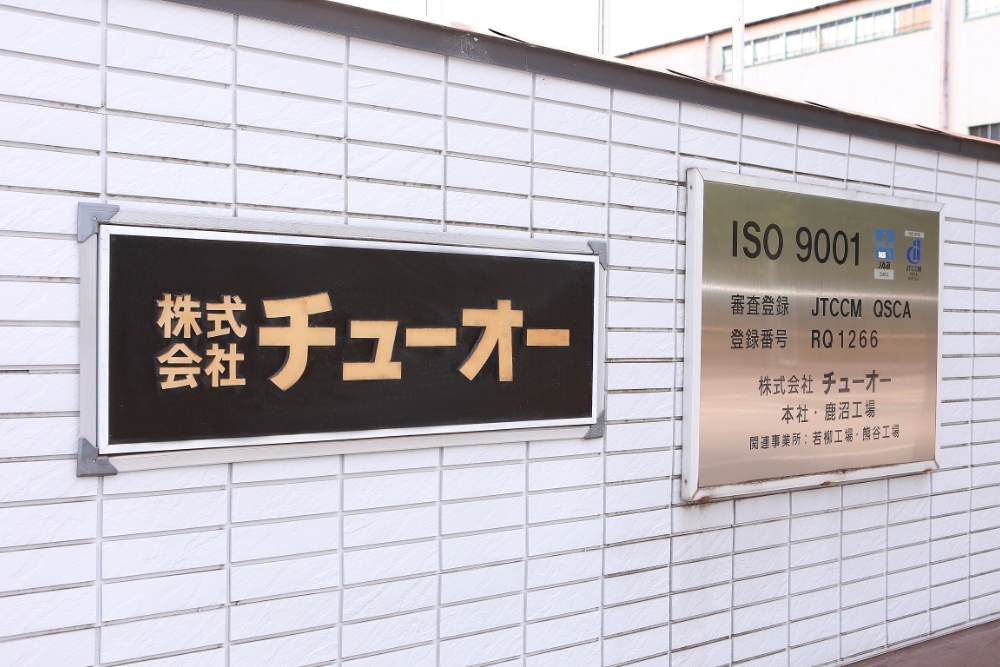 株式
会社
チューオー
ISO 9001
JAB
JTCCM
審査登録 JTCCM QSCA
登録番号 RQ1266
株式会社 チューオー
本社・鹿沼工場
関連事業所：若柳工場・熊谷工場